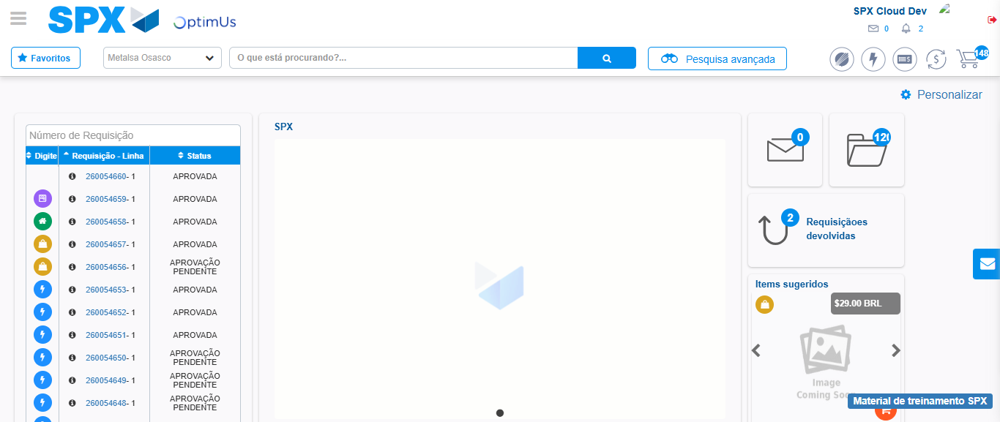 SPX
OptimUs
SPX Cloud Dev
0
2
Favoritos
Metalsa Osasco
O que está procurando?...
Pesquisa avançada
148
Personalizar
Número de Requisição
Digite
Requisição - Linha
Status
260054660- 1
APROVADA
260054659- 1
APROVADA
260054658- 1
APROVADA
260054657- 1
APROVADA
260054656- 1
APROVAÇÃO
PENDENTE
260054653- 1
APROVADA
260054652- 1
APROVADA
260054651- 1
APROVADA
260054650- 1
APROVAÇÃO
PENDENTE
260054649- 1
APROVAÇÃO
PENDENTE
260054648- 1
APROVAÇÃO
PENDENTE
SPX
0
2
Requisiçãoes
devolvidas
Items sugeridos
$29.00 BRL
Image
Coming
Material de treinamento SPX